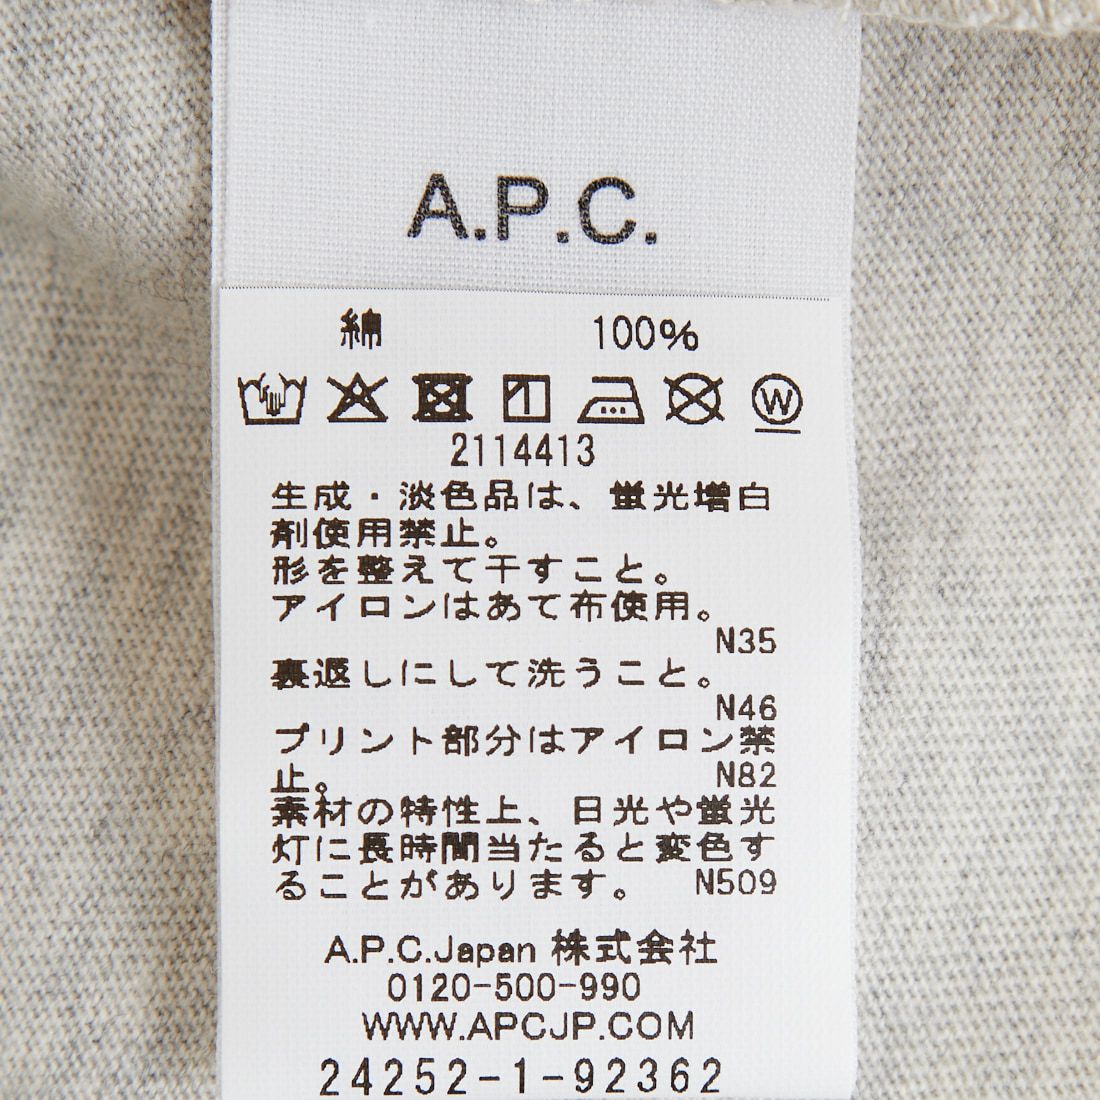 A.P.C.
綿 100%
W
2114413
生成・淡色品は、蛍光増白
剤使用禁止。
形を整えて干すこと。
アイロンはあて布使用。
N35
裏返しにして洗うこと。
N46
プリント部分はアイロン禁
止。 N82
素材の特性上、日光や蛍光
灯に長時間当たると変色す
ることがあります。 N509
A.P.C.Japan 株式会社
0120-500-990
WWW.APCJP.COM
24252-1-92362